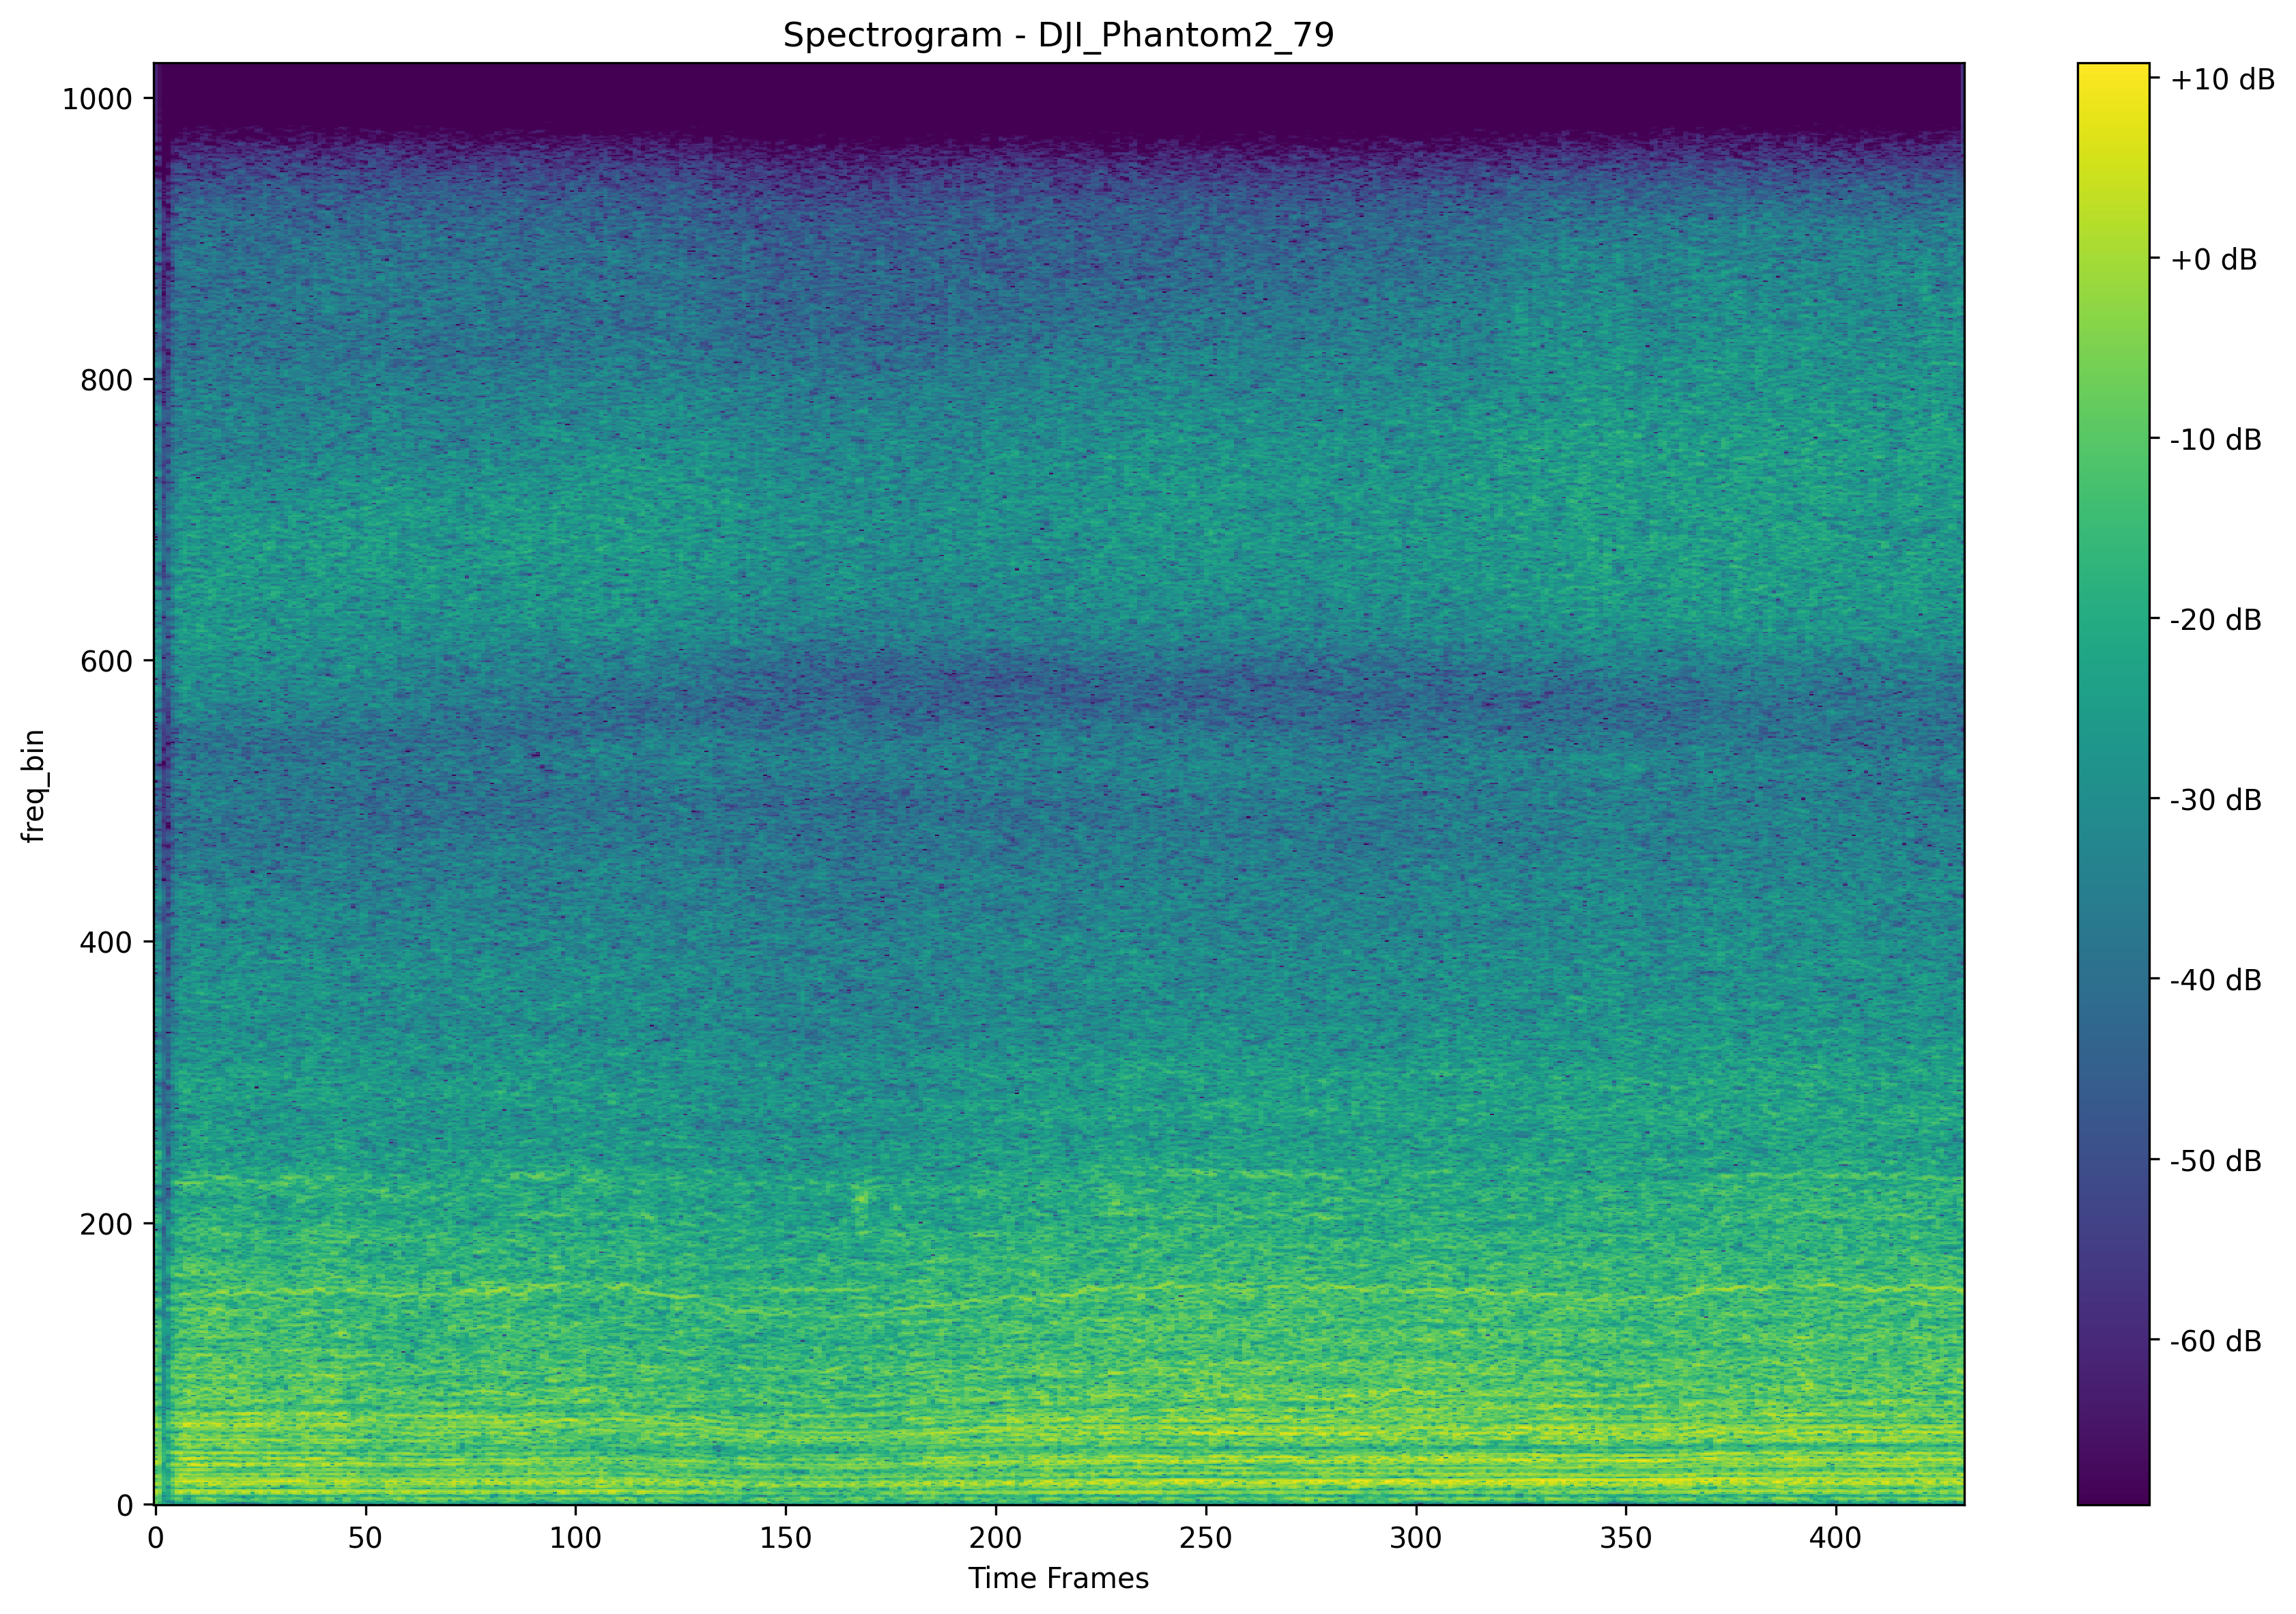 Spectrogram - DJI_Phantom2_79
1000
800
600
400
200
0
freq_bin
0 50 100 150 200 250 300 350 400
Time Frames
+10 dB
+0 dB
-10 dB
-20 dB
-30 dB
-40 dB
-50 dB
-60 dB